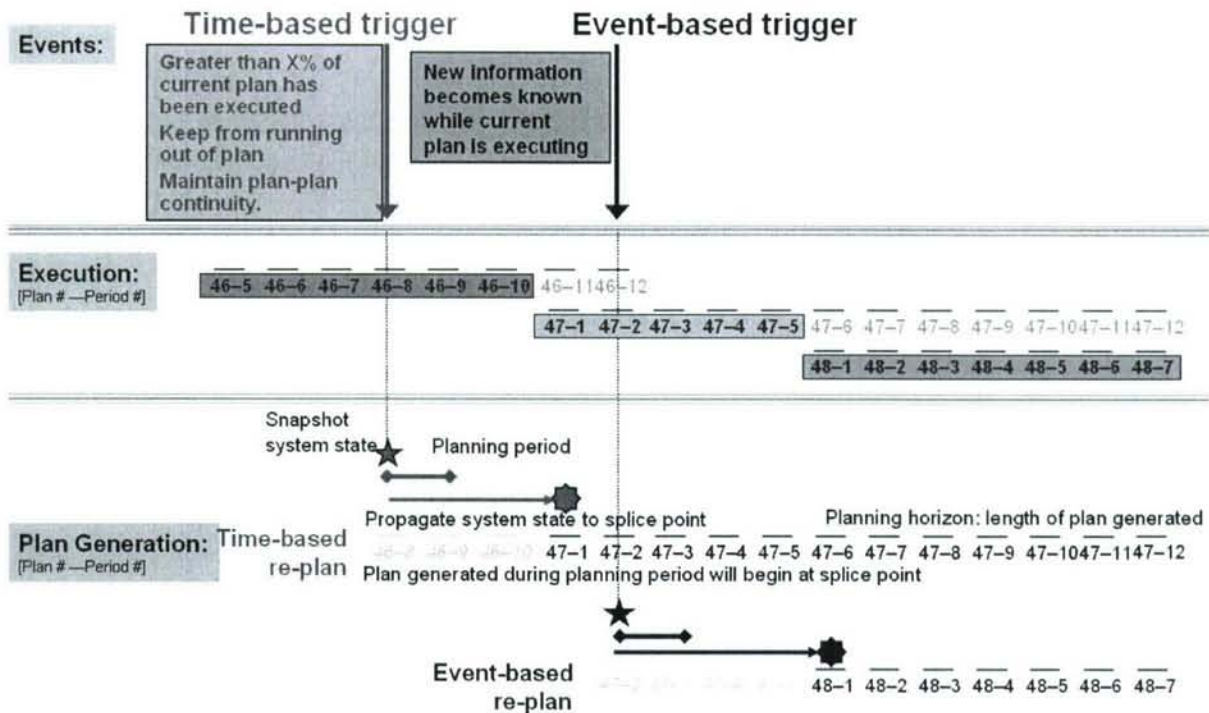 Time-based trigger
Event-based trigger
Events:
Greater than X% of
current plan has
been executed
Keep from running
out of plan
Maintain plan-plan
continuity.
New information
becomes known
while current
plan is executing
Execution:
[Plan # —Period #]
46–5 46–6 46–7 46–8 46–9 46–10 46–11 46–12
47–1 47–2 47–3 47–4 47–5 47–6 47–7 47–8 47–9 47–10 47–11 47–12
48–1 48–2 48–3 48–4 48–5 48–6 48–7
Snapshot
system state
Planning period
Propagate system state to splice point
Planning horizon: length of plan generated
Plan Generation:
[Plan # —Period #]
Time-based
re-plan
47–1 47–2 47–3 47–4 47–5 47–6 47–7 47–8 47–9 47–10 47–11 47–12
Plan generated during planning period will begin at splice point
Event-based
re-plan
48–1 48–2 48–3 48–4 48–5 48–6 48–7